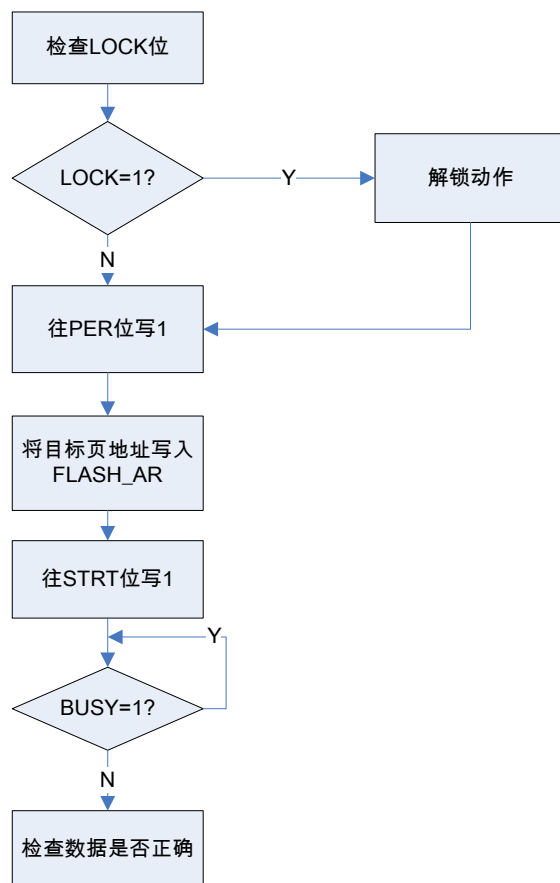 检查LOCK位
LOCK=1?
Y
解锁动作
N
往PER位写1
将目标页地址写入
FLASH_AR
往STRT位写1
Y
BUSY=1?
N
检查数据是否正确